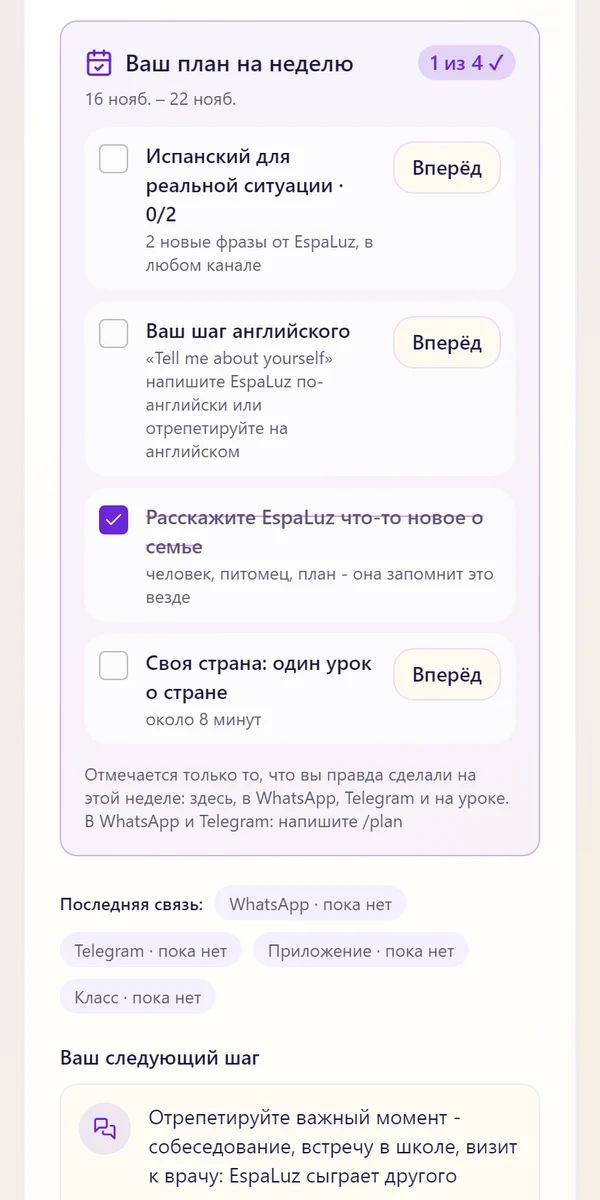 Ваш план на неделю
1 из 4 ✓
16 нояб. – 22 нояб.
Испанский для
реальной ситуации ·
0/2
2 новые фразы от EspaLuz, в
любом канале
Вперёд
Ваш шаг английского
«Tell me about yourself»
напишите EspaLuz по-
английски или
отрепетируйте на
английском
Вперёд
Расскажите EspaLuz что-то новое о
семье
человек, питомец, план - она запомнит это
везде
Своя страна: один урок
о стране
около 8 минут
Вперёд
Отмечается только то, что вы правда сделали на
этой неделе: здесь, в WhatsApp, Telegram и на уроке.
В WhatsApp и Telegram: напишите /plan
Последняя связь:
WhatsApp · пока нет
Telegram · пока нет
Приложение · пока нет
Класс · пока нет
Ваш следующий шаг
Отрепетируйте важный момент -
собеседование, встречу в школе, визит
к врачу: EspaLuz сыграет другого